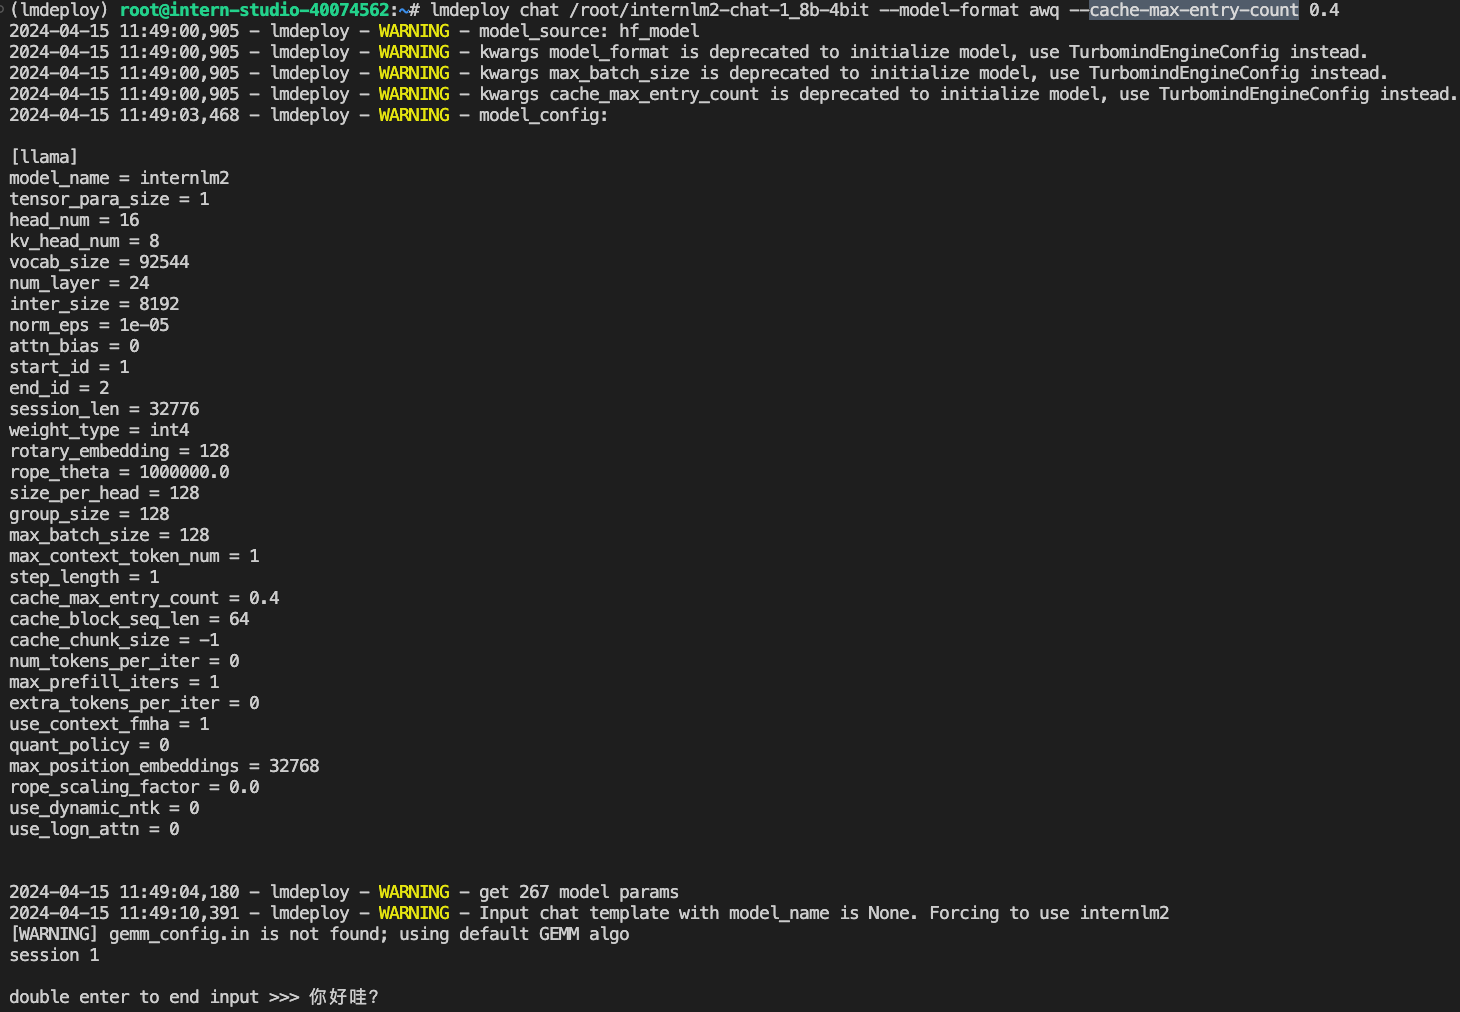 (lmdeploy) root@intern-studio-40074562:~# lmdeploy chat /root/internlm2-chat-1_8b-4bit --model-format awq --cache-max-entry-count 0.4
2024-04-15 11:49:00,905 - lmdeploy - WARNING - model_source: hf_model
2024-04-15 11:49:00,905 - lmdeploy - WARNING - kwargs model_format is deprecated to initialize model, use TurbomindEngineConfig instead.
2024-04-15 11:49:00,905 - lmdeploy - WARNING - kwargs max_batch_size is deprecated to initialize model, use TurbomindEngineConfig instead.
2024-04-15 11:49:00,905 - lmdeploy - WARNING - kwargs cache_max_entry_count is deprecated to initialize model, use TurbomindEngineConfig instead.
2024-04-15 11:49:03,468 - lmdeploy - WARNING - model_config:
[llama]
model_name = internlm2
tensor_para_size = 1
head_num = 16
kv_head_num = 8
vocab_size = 92544
num_layer = 24
inter_size = 8192
norm_eps = 1e-05
attn_bias = 0
start_id = 1
end_id = 2
session_len = 32776
weight_type = int4
rotary_embedding = 128
rope_theta = 1000000.0
size_per_head = 128
group_size = 128
max_batch_size = 128
max_context_token_num = 1
step_length = 1
cache_max_entry_count = 0.4
cache_block_seq_len = 64
cache_chunk_size = -1
num_tokens_per_iter = 0
max_prefill_iters = 1
extra_tokens_per_iter = 0
use_context_fmha = 1
quant_policy = 0
max_position_embeddings = 32768
rope_scaling_factor = 0.0
use_dynamic_ntk = 0
use_logn_attn = 0
2024-04-15 11:49:04,180 - lmdeploy - WARNING - get 267 model params
2024-04-15 11:49:10,391 - lmdeploy - WARNING - Input chat template with model_name is None. Forcing to use internlm2
[WARNING] gemm_config.in is not found; using default GEMM algo
session 1
double enter to end input >>> 你好哇?